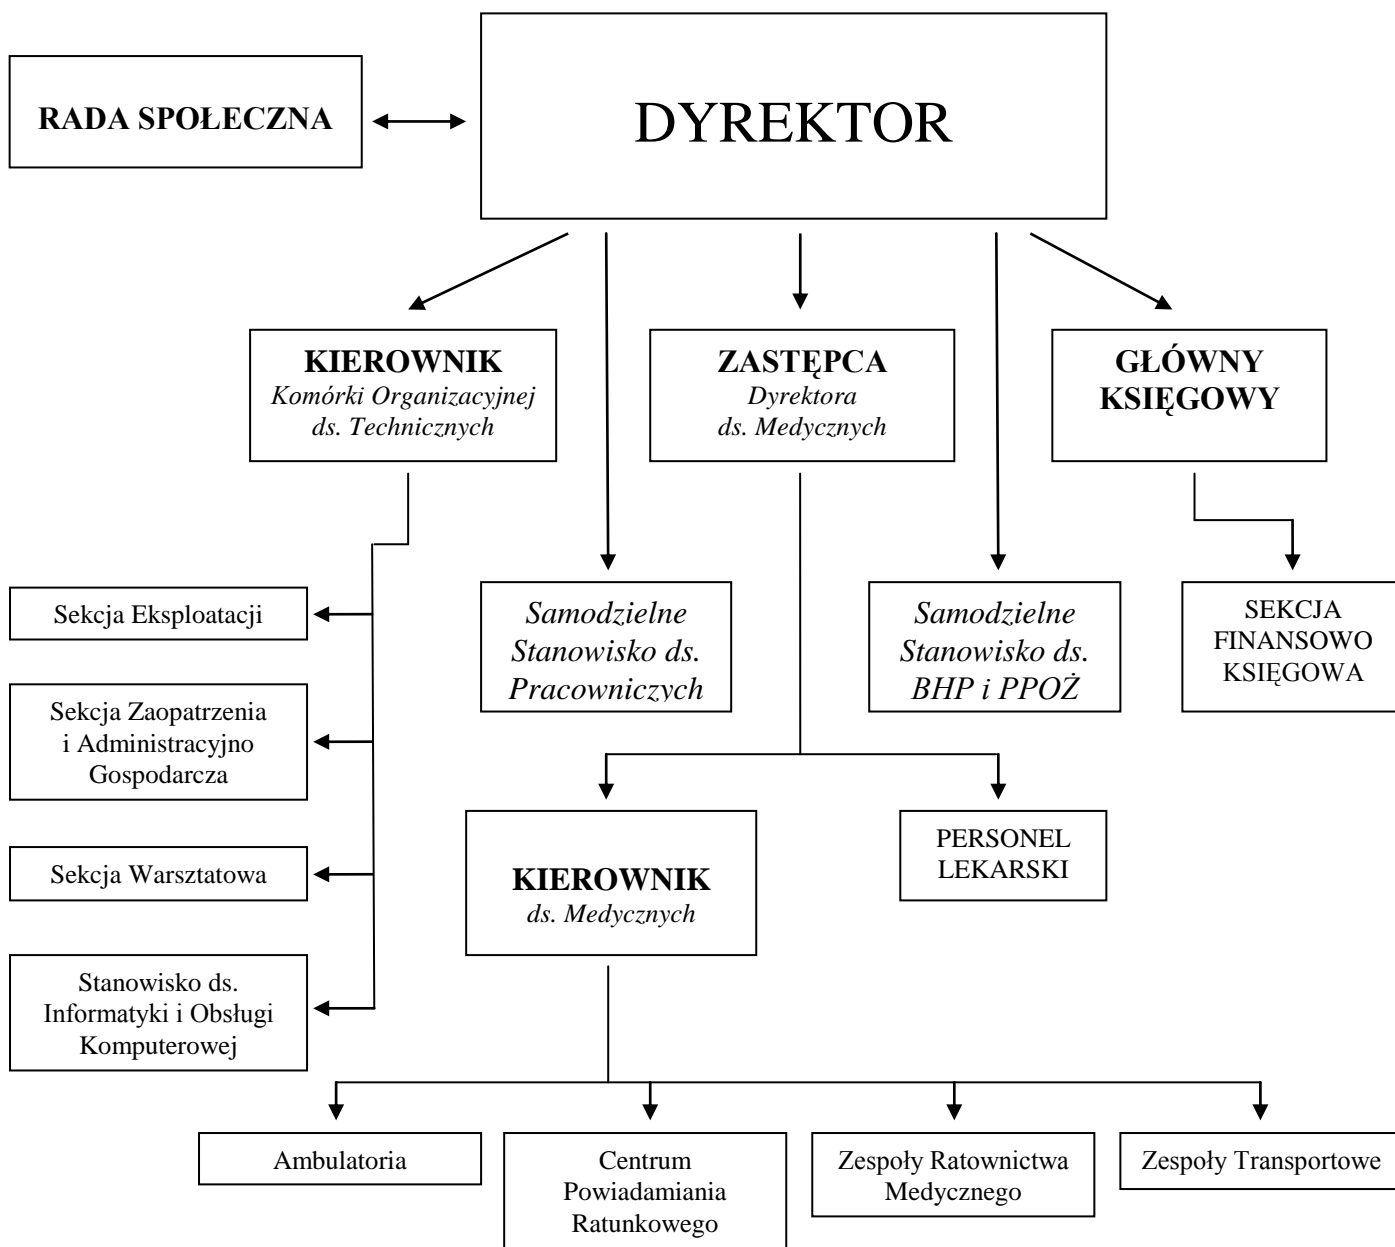 RADA SPOŁECZNA
DYREKTOR
KIEROWNIK
Komórki Organizacyjnej
ds. Technicznych
ZASTĘPCA
Dyrektora
ds. Medycznych
GŁÓWNY
KSIĘGOWY
Sekcja Eksploatacji
Samodzielne
Stanowisko ds.
Pracowniczych
Samodzielne
Stanowisko ds.
BHP i PPOŻ
SEKCJA
FINANSOWO
KSIĘGOWA
Sekcja Zaopatrzenia
i Administracyjno
Gospodarcza
Sekcja Warsztatowa
KIEROWNIK
ds. Medycznych
PERSONEL
LEKARSKI
Stanowisko ds.
Informatyki i Obsługi
Komputerowej
Ambulatoria
Centrum
Powiadamiania
Ratunkowego
Zespoły Ratownictwa
Medycznego
Zespoły Transportowe